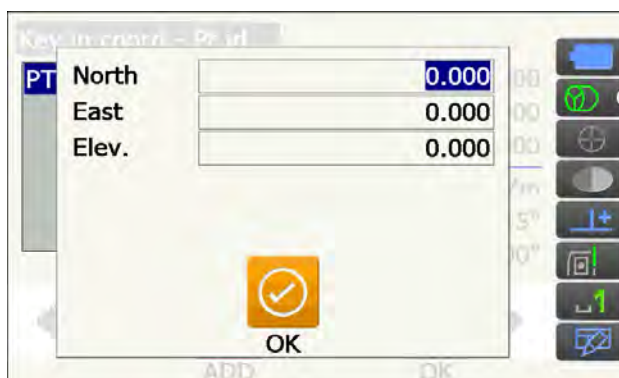 Key in coord - Pt id
PT
North 0.000
East 0.000
Elev. 0.000
OK
ADD OK